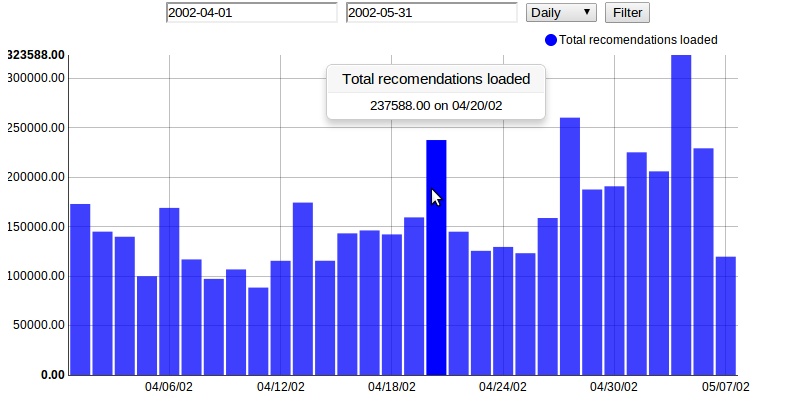 2002-04-01 2002-05-31 Daily Filter
Total recomendations loaded
323588.00
300000.00
Total recomendations loaded
237588.00 on 04/20/02
250000.00
200000.00
150000.00
100000.00
50000.00
0.00
04/06/02 04/12/02 04/18/02 04/24/02 04/30/02 05/07/02